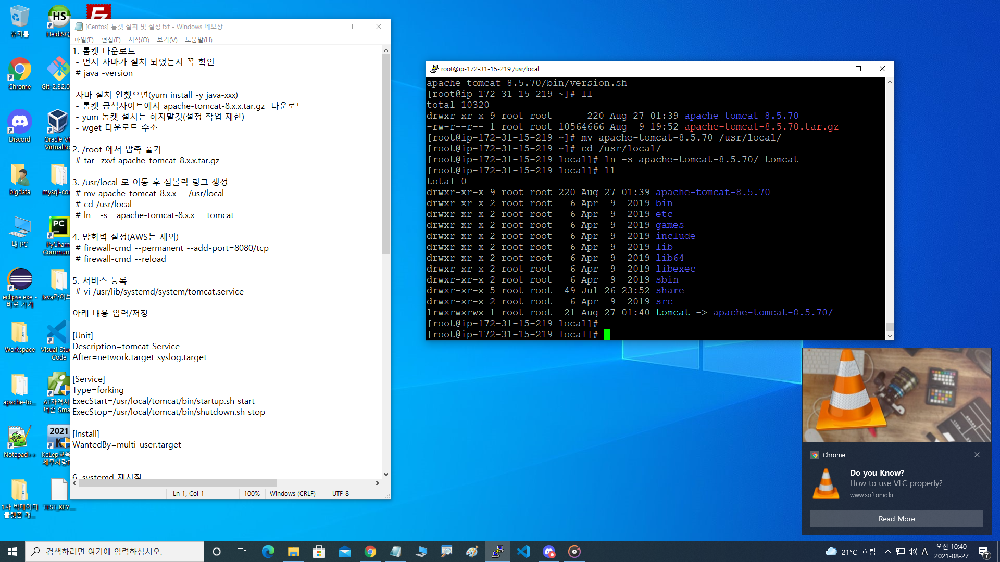 휴지통
HeidiSQ
Chrome
Git-2.32.0
Discord
Oracle VM
VirtualBo
bigdata
mysql-con
내 PC
PyCharm
Communi
eclipse.exe -
바로 가기
Java라이브
Workspace
Visual Stud
Code
apache-to...
AT자격시
더존 Sma
Notepad++
KcLep교육
세무사랑P
1차 빅데이터
플랫폼 개...
TEST_KEY....
[Centos] 톰켓 설치 및 설정.txt - Windows 메모장
파일(F) 편집(E) 서식(O) 보기(V) 도움말(H)
1. 톰캣 다운로드
- 먼저 자바가 설치 되었는지 꼭 확인
# java -version
자바 설치 안했으면(yum install -y java-xxx)
- 톰캣 공식사이트에서 apache-tomcat-8.x.x.tar.gz 다운로드
- yum 톰캣 설치는 하지말것(설정 작업 제한)
- wget 다운로드 주소
2. /root 에서 압축 풀기
# tar -zxvf apache-tomcat-8.x.x.tar.gz
3. /usr/local 로 이동 후 심볼릭 링크 생성
# mv apache-tomcat-8.x.x /usr/local
# cd /usr/local
# ln -s apache-tomcat-8.x.x tomcat
4. 방화벽 설정(AWS는 제외)
# firewall-cmd --permanent --add-port=8080/tcp
# firewall-cmd --reload
5. 서비스 등록
# vi /usr/lib/systemd/system/tomcat.service
아래 내용 입력/저장
--------------------------------------------------------------
[Unit]
Description=tomcat Service
After=network.target syslog.target
[Service]
Type=forking
ExecStart=/usr/local/tomcat/bin/startup.sh start
ExecStop=/usr/local/tomcat/bin/shutdown.sh stop
[Install]
WantedBy=multi-user.target
--------------------------------------------------------------
6. systemd 재시작
Ln 1, Col 1 100% Windows (CRLF) UTF-8
root@ip-172-31-15-219:/usr/local
apache-tomcat-8.5.70/bin/version.sh
[root@ip-172-31-15-219 ~]# ll
total 10320
drwxr-xr-x 9 root root 220 Aug 27 01:39 apache-tomcat-8.5.70
-rw-r--r-- 1 root root 10564666 Aug 9 19:52 apache-tomcat-8.5.70.tar.gz
[root@ip-172-31-15-219 ~]# mv apache-tomcat-8.5.70 /usr/local/
[root@ip-172-31-15-219 ~]# cd /usr/local/
[root@ip-172-31-15-219 local]# ln -s apache-tomcat-8.5.70/ tomcat
[root@ip-172-31-15-219 local]# ll
total 0
drwxr-xr-x 9 root root 220 Aug 27 01:39 apache-tomcat-8.5.70
drwxr-xr-x 2 root root 6 Apr 9 2019 bin
drwxr-xr-x 2 root root 6 Apr 9 2019 etc
drwxr-xr-x 2 root root 6 Apr 9 2019 games
drwxr-xr-x 2 root root 6 Apr 9 2019 include
drwxr-xr-x 2 root root 6 Apr 9 2019 lib
drwxr-xr-x 2 root root 6 Apr 9 2019 lib64
drwxr-xr-x 2 root root 6 Apr 9 2019 libexec
drwxr-xr-x 2 root root 6 Apr 9 2019 sbin
drwxr-xr-x 5 root root 49 Jul 26 23:52 share
drwxr-xr-x 2 root root 6 Apr 9 2019 src
lrwxrwxrwx 1 root root 21 Aug 27 01:40 tomcat -> apache-tomcat-8.5.70/
[root@ip-172-31-15-219 local]#
[root@ip-172-31-15-219 local]#
Chrome
Do you Know?
How to use VLC properly?
www.softonic.kr
Read More
검색하려면 여기에 입력하십시오.
21°C 흐림
A
오전 10:40
2021-08-27
7